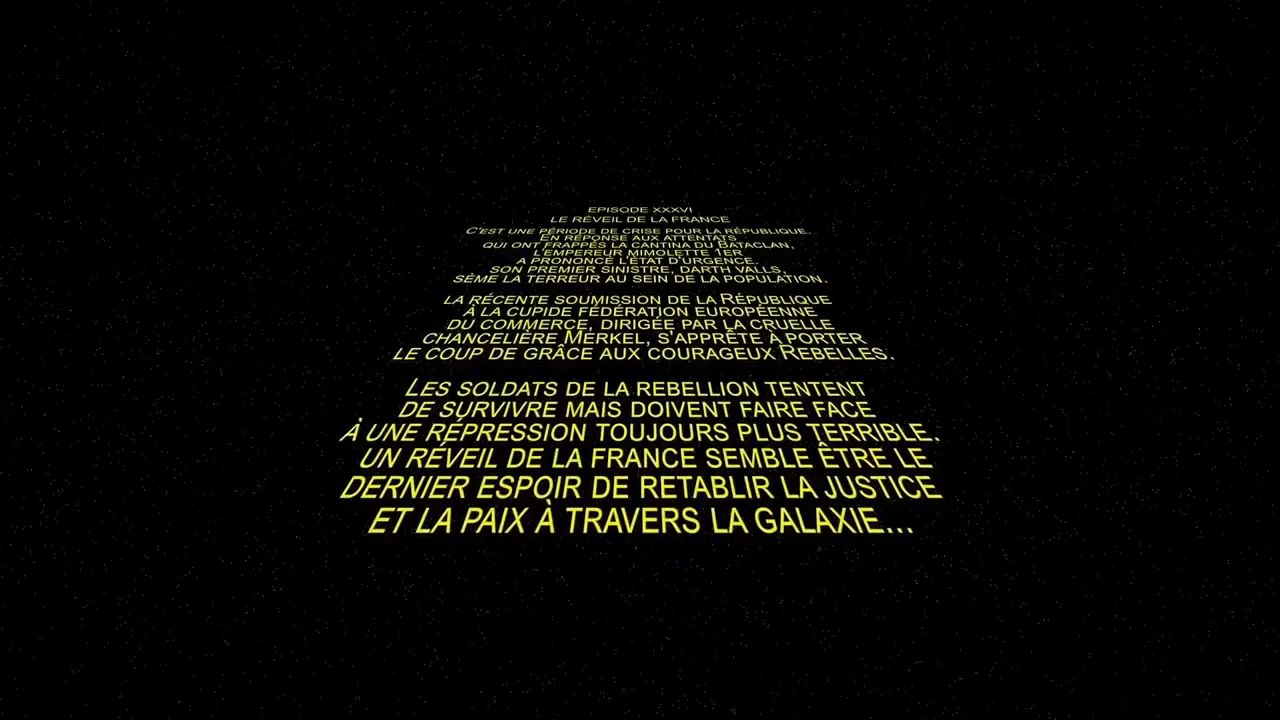 EPISODE XXXVI
LE RÉVEIL DE LA FRANCE
C'EST UNE PÉRIODE DE CRISE POUR LA RÉPUBLIQUE.
EN RÉPONSE AUX ATTENTATS
QUI ONT FRAPPÉS LA CANTINA DU BATACLAN,
L'EMPEREUR MIMOLETTE 1ER
A PRONONCÉ L'ÉTAT D'URGENCE.
SON PREMIER SINISTRE, DARTH VALLS,
SÈME LA TERREUR AU SEIN DE LA POPULATION.
LA RÉCENTE SOUMISSION DE LA RÉPUBLIQUE
À LA CUPIDE FÉDÉRATION EUROPÉENNE
DU COMMERCE, DIRIGÉE PAR LA CRUELLE
CHANCELIÈRE MERKEL, S'APPRÊTE À PORTER
LE COUP DE GRÂCE AUX COURAGEUX REBELLES.
LES SOLDATS DE LA REBELLION TENTENT
DE SURVIVRE MAIS DOIVENT FAIRE FACE
À UNE RÉPRESSION TOUJOURS PLUS TERRIBLE.
UN RÉVEIL DE LA FRANCE SEMBLE ÊTRE LE
DERNIER ESPOIR DE RETABLIR LA JUSTICE
ET LA PAIX À TRAVERS LA GALAXIE...